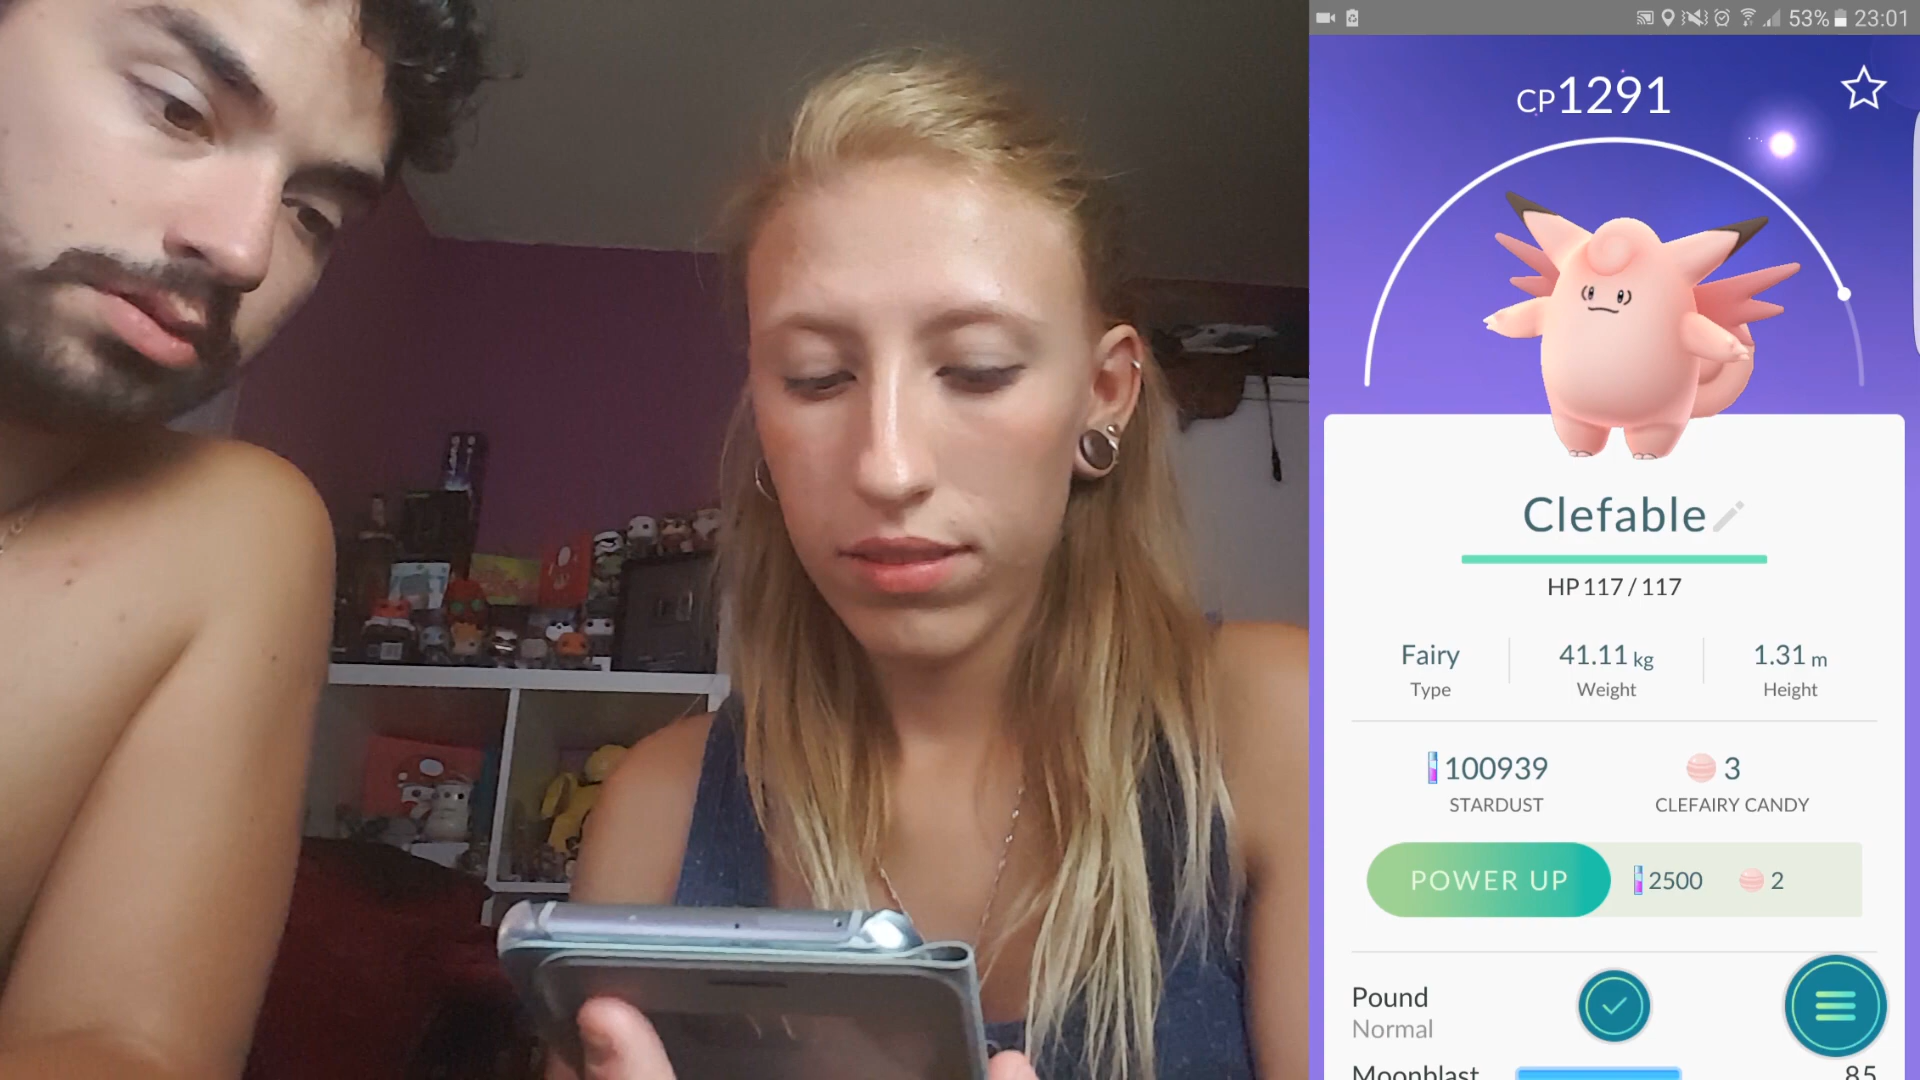 53% 23:01
CP1291
Clefable
HP 117 / 117
Fairy 41.11 kg 1.31 m
Type Weight Height
100939 3
STARDUST CLEFAIRY CANDY
POWER UP 2500 2
Pound
Normal
Moonblast 85